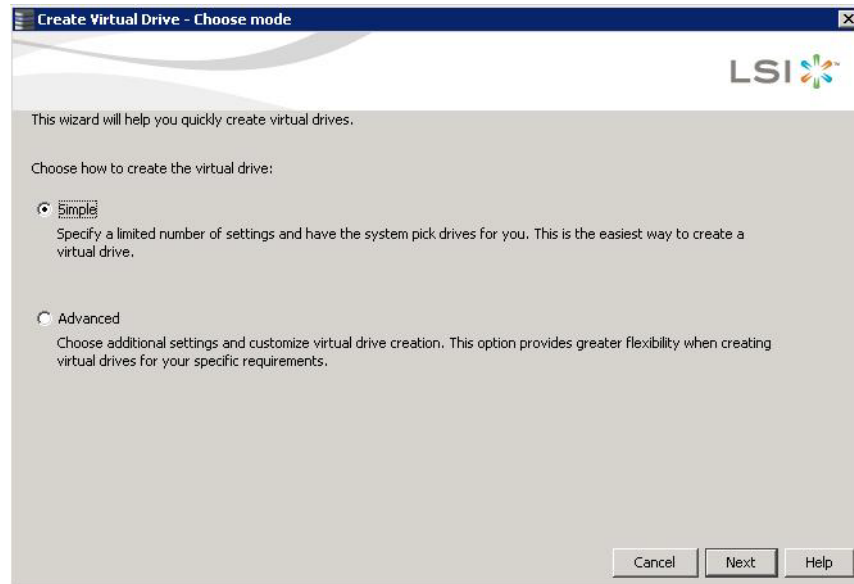 Create Virtual Drive - Choose mode
LSI
This wizard will help you quickly create virtual drives.
Choose how to create the virtual drive:
Simple
Specify a limited number of settings and have the system pick drives for you. This is the easiest way to create a
virtual drive.
Advanced
Choose additional settings and customize virtual drive creation. This option provides greater flexibility when creating
virtual drives for your specific requirements.
Cancel Next Help